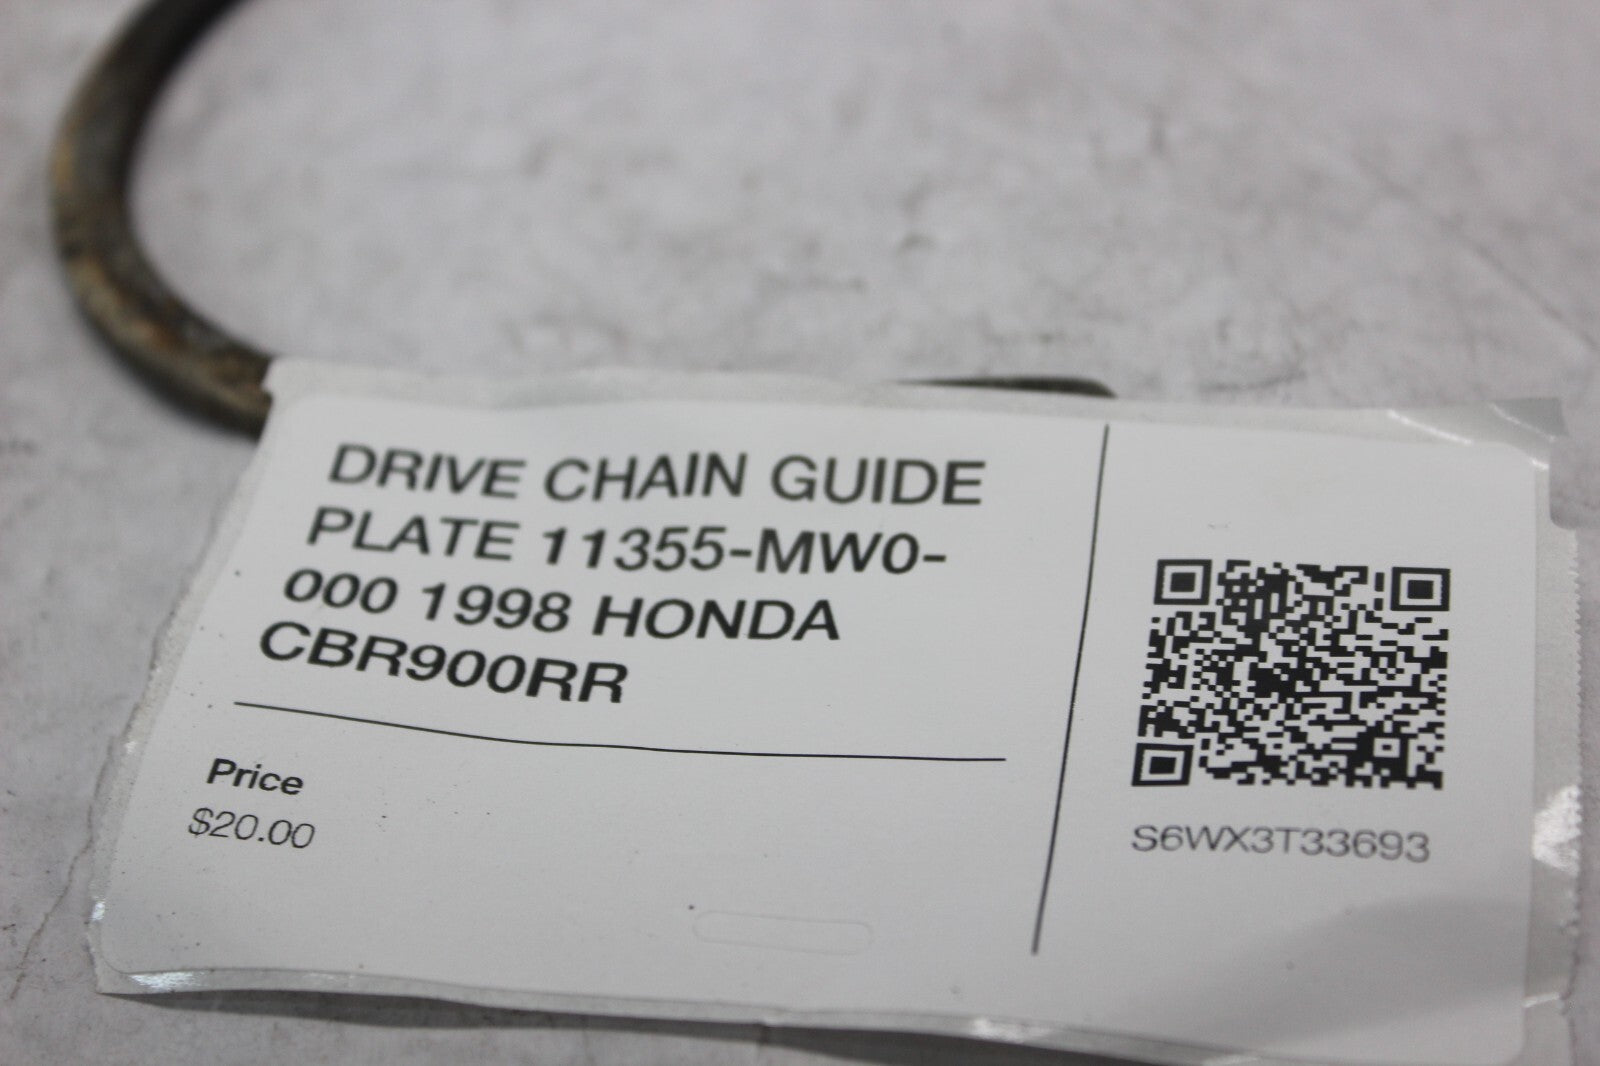 DRIVE CHAIN GUIDE
PLATE 11355-MW0-
000 1998 HONDA
CBR900RR
Price
$20.00
S6WX3T33693